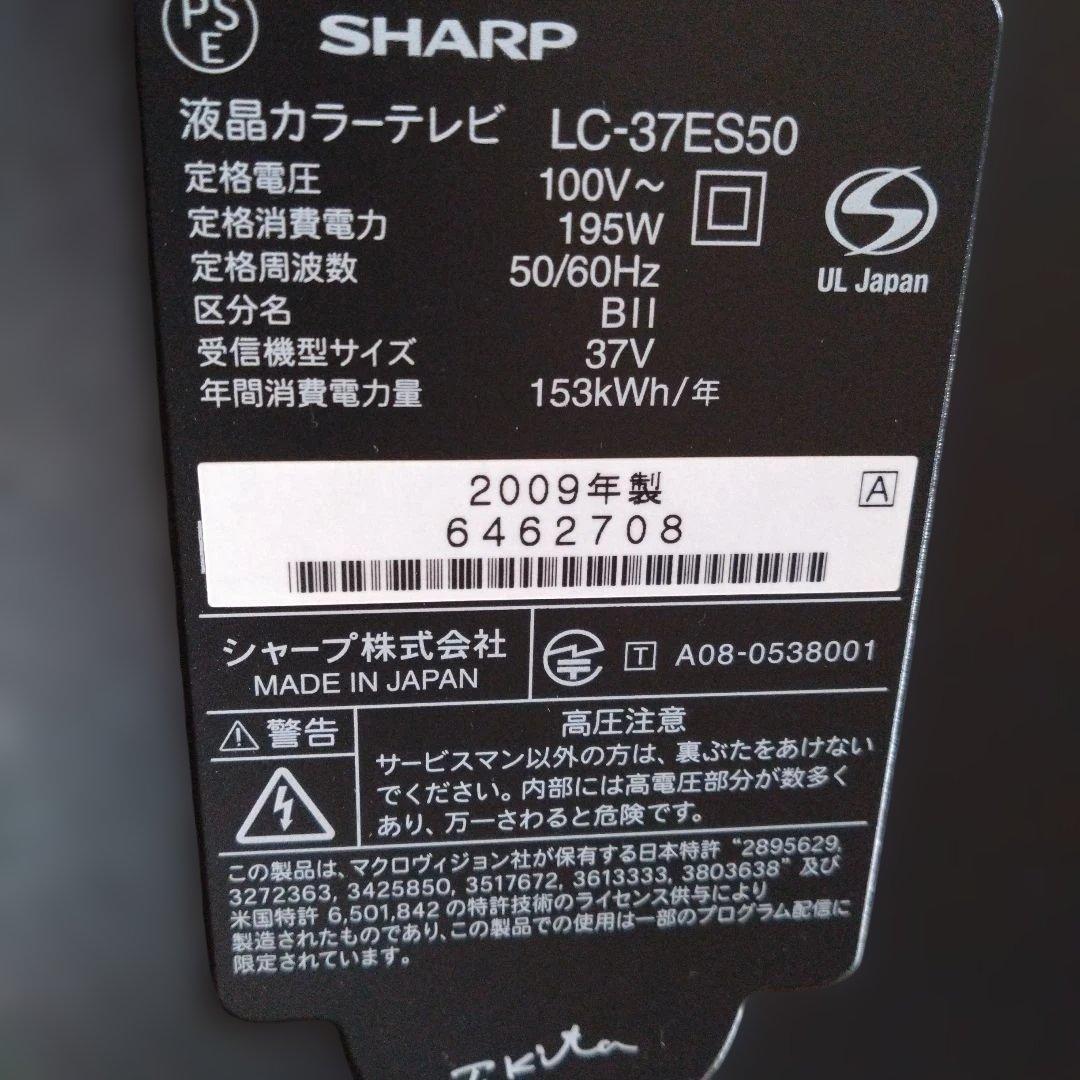 PS
E
SHARP
液晶カラーテレビ LC-37ES50
定格電圧 100V～
定格消費電力 195W
定格周波数 50/60Hz
区分名 BII
受信機型サイズ 37V
年間消費電力量 153kWh/年
UL Japan
2009年製 A
6462708
シャープ株式会社
MADE IN JAPAN
T A08-0538001
警告
高圧注意
サービスマン以外の方は、裏ぶたをあけない
でください。内部には高電圧部分が数多く
あり、万一さわると危険です。
この製品は、マクロヴィジョン社が保有する日本特許 “2895629,
3272363, 3425850, 3517672, 3613333, 3803638” 及び
米国特許 6,501,842 の特許技術のライセンス供与により
製造されたものであり、この製品での使用は一部のプログラム配信に
限定されています。
T.Kita